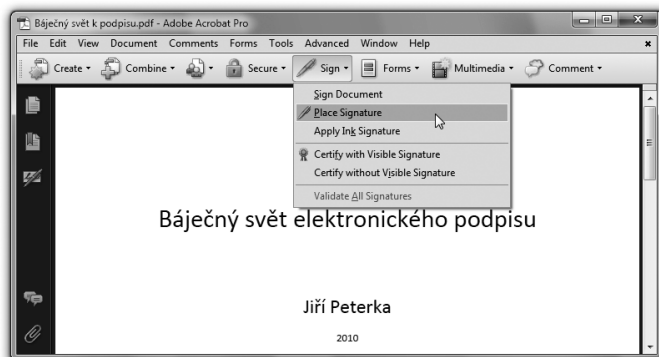 Báječný svět k podpisu.pdf - Adobe Acrobat Pro
File Edit View Document Comments Forms Tools Advanced Window Help
Create Combine Secure Sign Forms Multimedia Comment
Sign Document
Place Signature
Apply Ink Signature
Certify with Visible Signature
Certify without Visible Signature
Validate All Signatures
Báječný svět elektronického podpisu
Jiří Peterka
2010